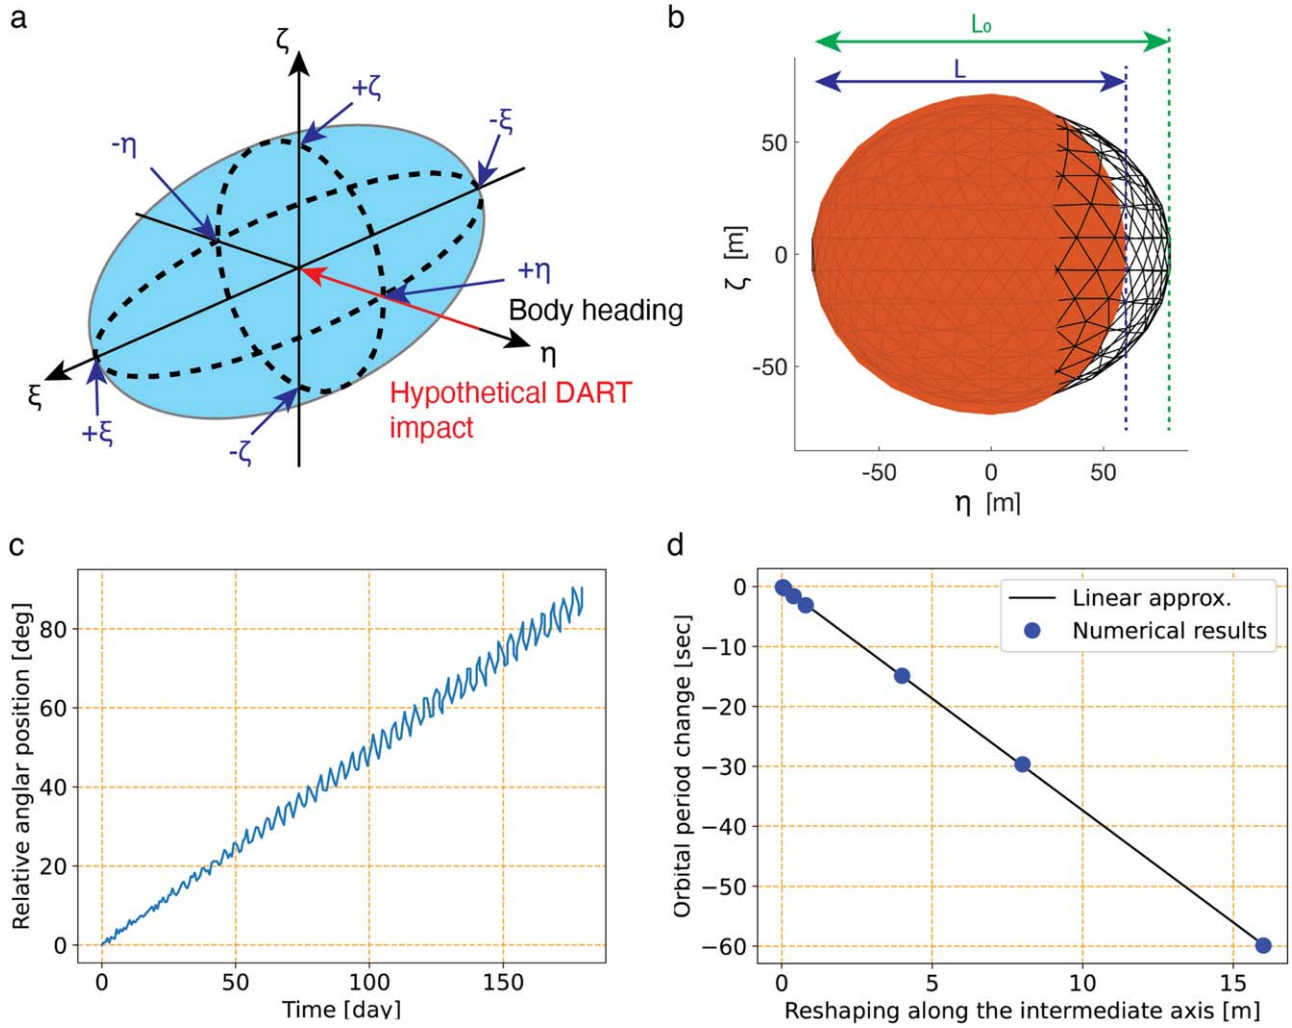 a
ζ
+ζ
-ξ
-η
+η
Body heading
η
ξ
Hypothetical DART
impact
+ξ
-ζ
b
L₀
L
50
0
-50
ζ [m]
-50 0 50
η [m]
c
80
60
40
20
0
Relative anglar position [deg]
0 50 100 150
Time [day]
d
Linear approx.
Numerical results
0
−10
−20
−30
−40
−50
−60
Orbital period change [sec]
0 5 10 15
Reshaping along the intermediate axis [m]